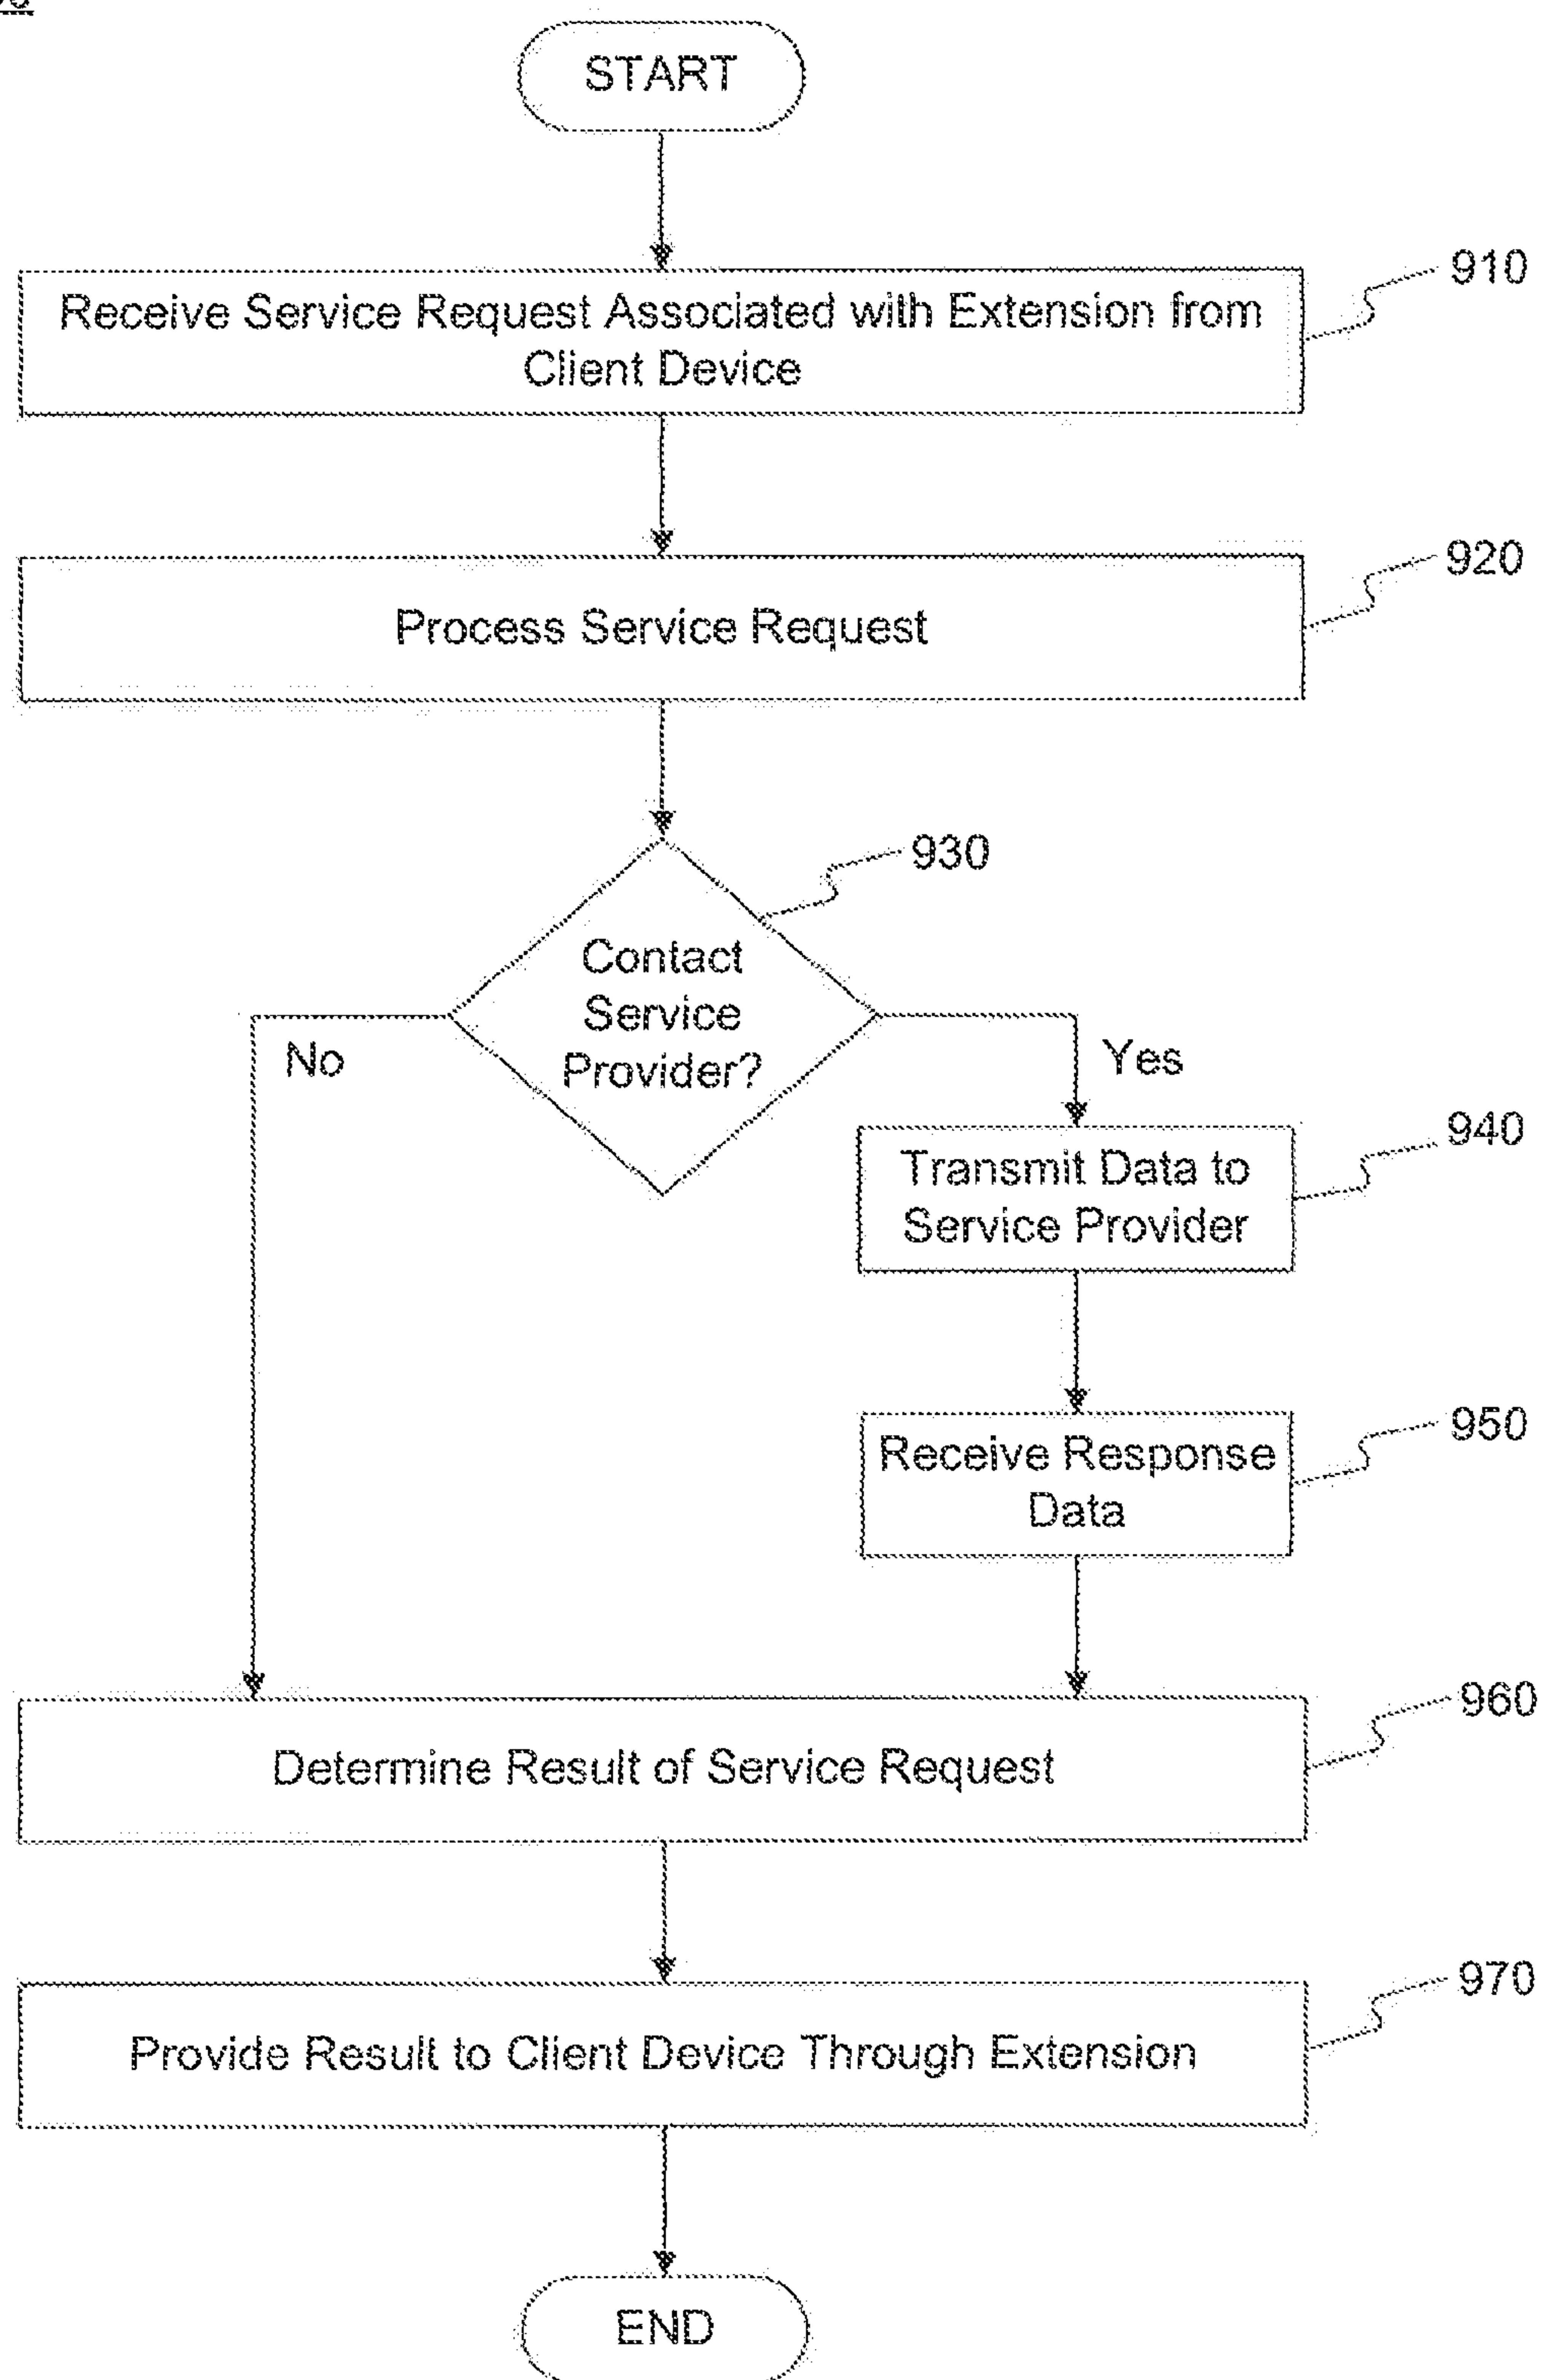 START
Receive Service Request Associated with Extension from
Client Device
910
Process Service Request
920
Contact
Service
Provider?
930
No
Yes
Transmit Data to
Service Provider
940
Receive Response
Data
950
Determine Result of Service Request
960
Provide Result to Client Device Through Extension
970
END